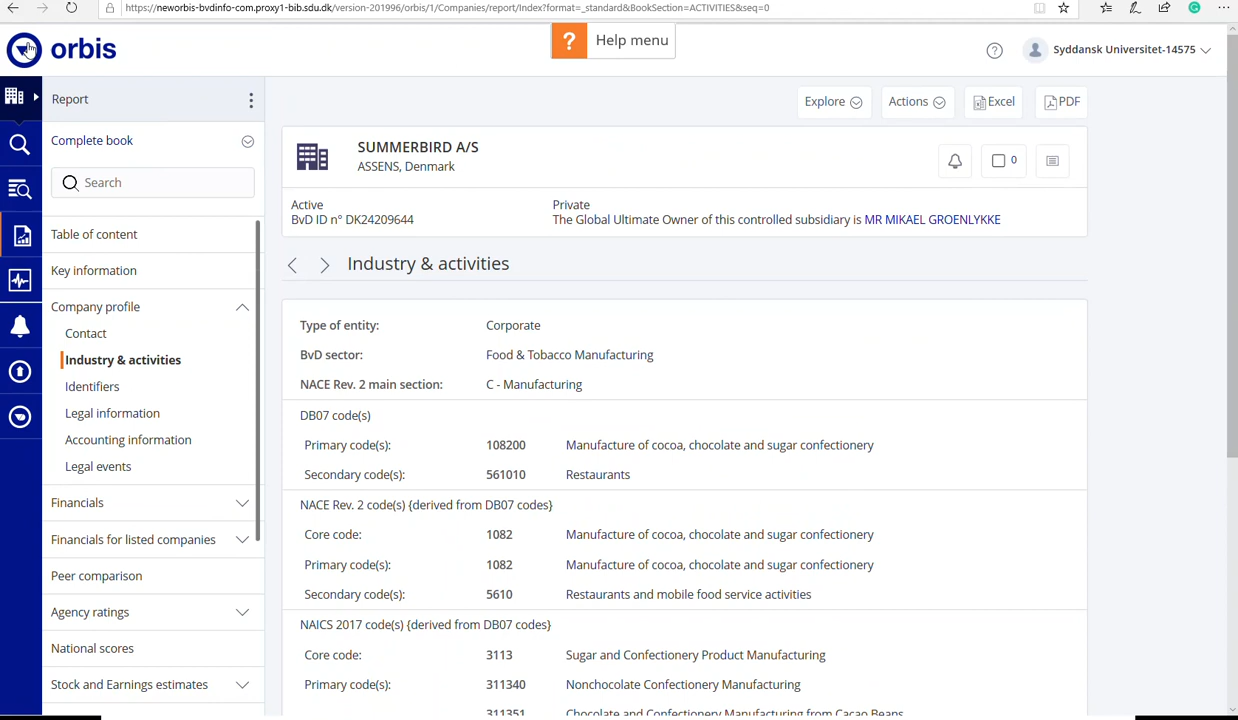 https://neworbis-bvdinfo-com.proxy1-bib.sdu.dk/version-201996/orbis/1/Companies/report/Index?format=_standard&BookSection=ACTIVITIES&seq=0
orbis
? Help menu
Syddansk Universitet-14575
Report
Complete book
Search
Table of content
Key information
Company profile
Contact
Industry & activities
Identifiers
Legal information
Accounting information
Legal events
Financials
Financials for listed companies
Peer comparison
Agency ratings
National scores
Stock and Earnings estimates
Explore
Actions
Excel
PDF
SUMMERBIRD A/S
ASSENS, Denmark
0
Active
BvD ID n° DK24209644
Private
The Global Ultimate Owner of this controlled subsidiary is MR MIKAEL GROENLYKKE
Industry & activities
Type of entity: Corporate
BvD sector: Food & Tobacco Manufacturing
NACE Rev. 2 main section: C - Manufacturing
DB07 code(s)
Primary code(s): 108200 Manufacture of cocoa, chocolate and sugar confectionery
Secondary code(s): 561010 Restaurants
NACE Rev. 2 code(s) {derived from DB07 codes}
Core code: 1082 Manufacture of cocoa, chocolate and sugar confectionery
Primary code(s): 1082 Manufacture of cocoa, chocolate and sugar confectionery
Secondary code(s): 5610 Restaurants and mobile food service activities
NAICS 2017 code(s) {derived from DB07 codes}
Core code: 3113 Sugar and Confectionery Product Manufacturing
Primary code(s): 311340 Nonchocolate Confectionery Manufacturing
311351 Chocolate and Confectionery Manufacturing from Cacao Beans